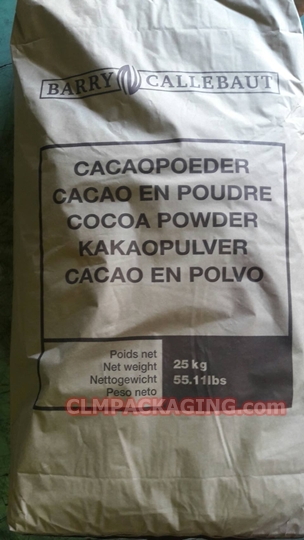 BARRY CALLEBAUT
CACAOPOEDER
CACAO EN POUDRE
COCOA POWDER
KAKAOPULVER
CACAO EN POLVO
Poids net
Net weight 25 kg
Nettogewicht 55.11lbs
Peso neto
CLMPACKAGING.com